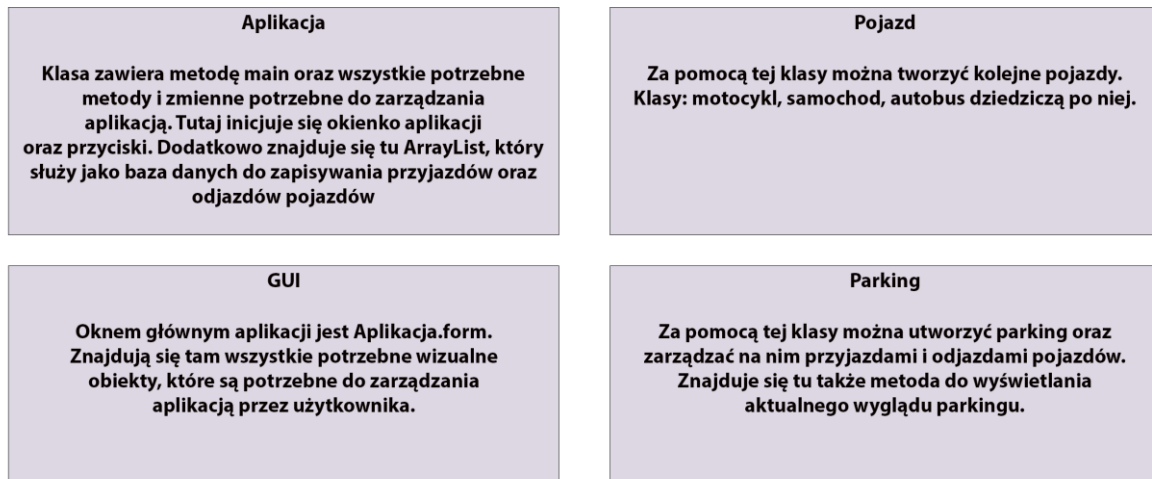 Aplikacja
Klasa zawiera metodę main oraz wszystkie potrzebne
metody i zmienne potrzebne do zarządzania
aplikacją. Tutaj inicjuje się okienko aplikacji
oraz przyciski. Dodatkowo znajduje się tu ArrayList, który
służy jako baza danych do zapisywania przyjazdów oraz
odjazdów pojazdów
Pojazd
Za pomocą tej klasy można tworzyć kolejne pojazdy.
Klasy: motocykl, samochod, autobus dziedziczą po niej.
GUI
Oknem głównym aplikacji jest Aplikacja.form.
Znajdują się tam wszystkie potrzebne wizualne
obiekty, które są potrzebne do zarządzania
aplikacją przez użytkownika.
Parking
Za pomocą tej klasy można utworzyć parking oraz
zarządzać na nim przyjazdami i odjazdami pojazdów.
Znajduje się tu także metoda do wyświetlania
aktualnego wyglądu parkingu.